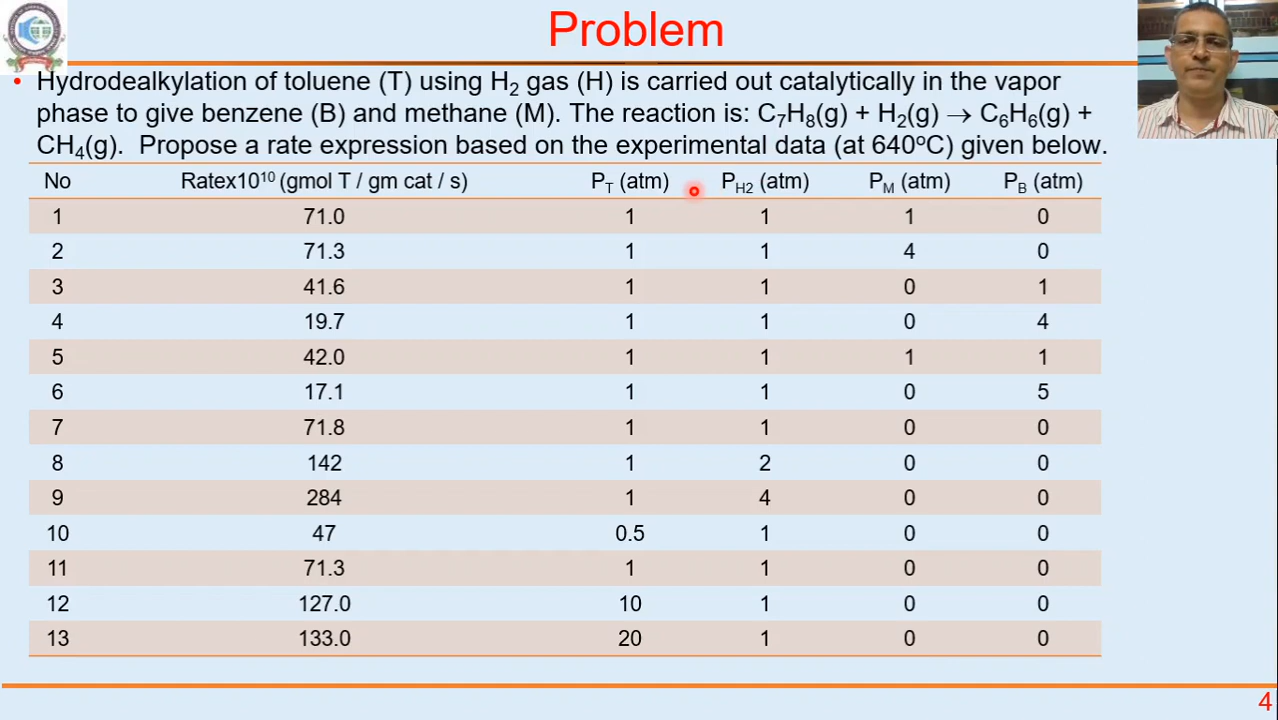 Problem
• Hydrodealkylation of toluene (T) using H₂ gas (H) is carried out catalytically in the vapor
phase to give benzene (B) and methane (M). The reaction is: C₇H₈(g) + H₂(g) → C₆H₆(g) +
CH₄(g). Propose a rate expression based on the experimental data (at 640ºC) given below.
No Ratex10¹⁰ (gmol T / gm cat / s) P_T (atm) P_H2 (atm) P_M (atm) P_B (atm)
1 71.0 1 1 1 0
2 71.3 1 1 4 0
3 41.6 1 1 0 1
4 19.7 1 1 0 4
5 42.0 1 1 1 1
6 17.1 1 1 0 5
7 71.8 1 1 0 0
8 142 1 2 0 0
9 284 1 4 0 0
10 47 0.5 1 0 0
11 71.3 1 1 0 0
12 127.0 10 1 0 0
13 133.0 20 1 0 0
4